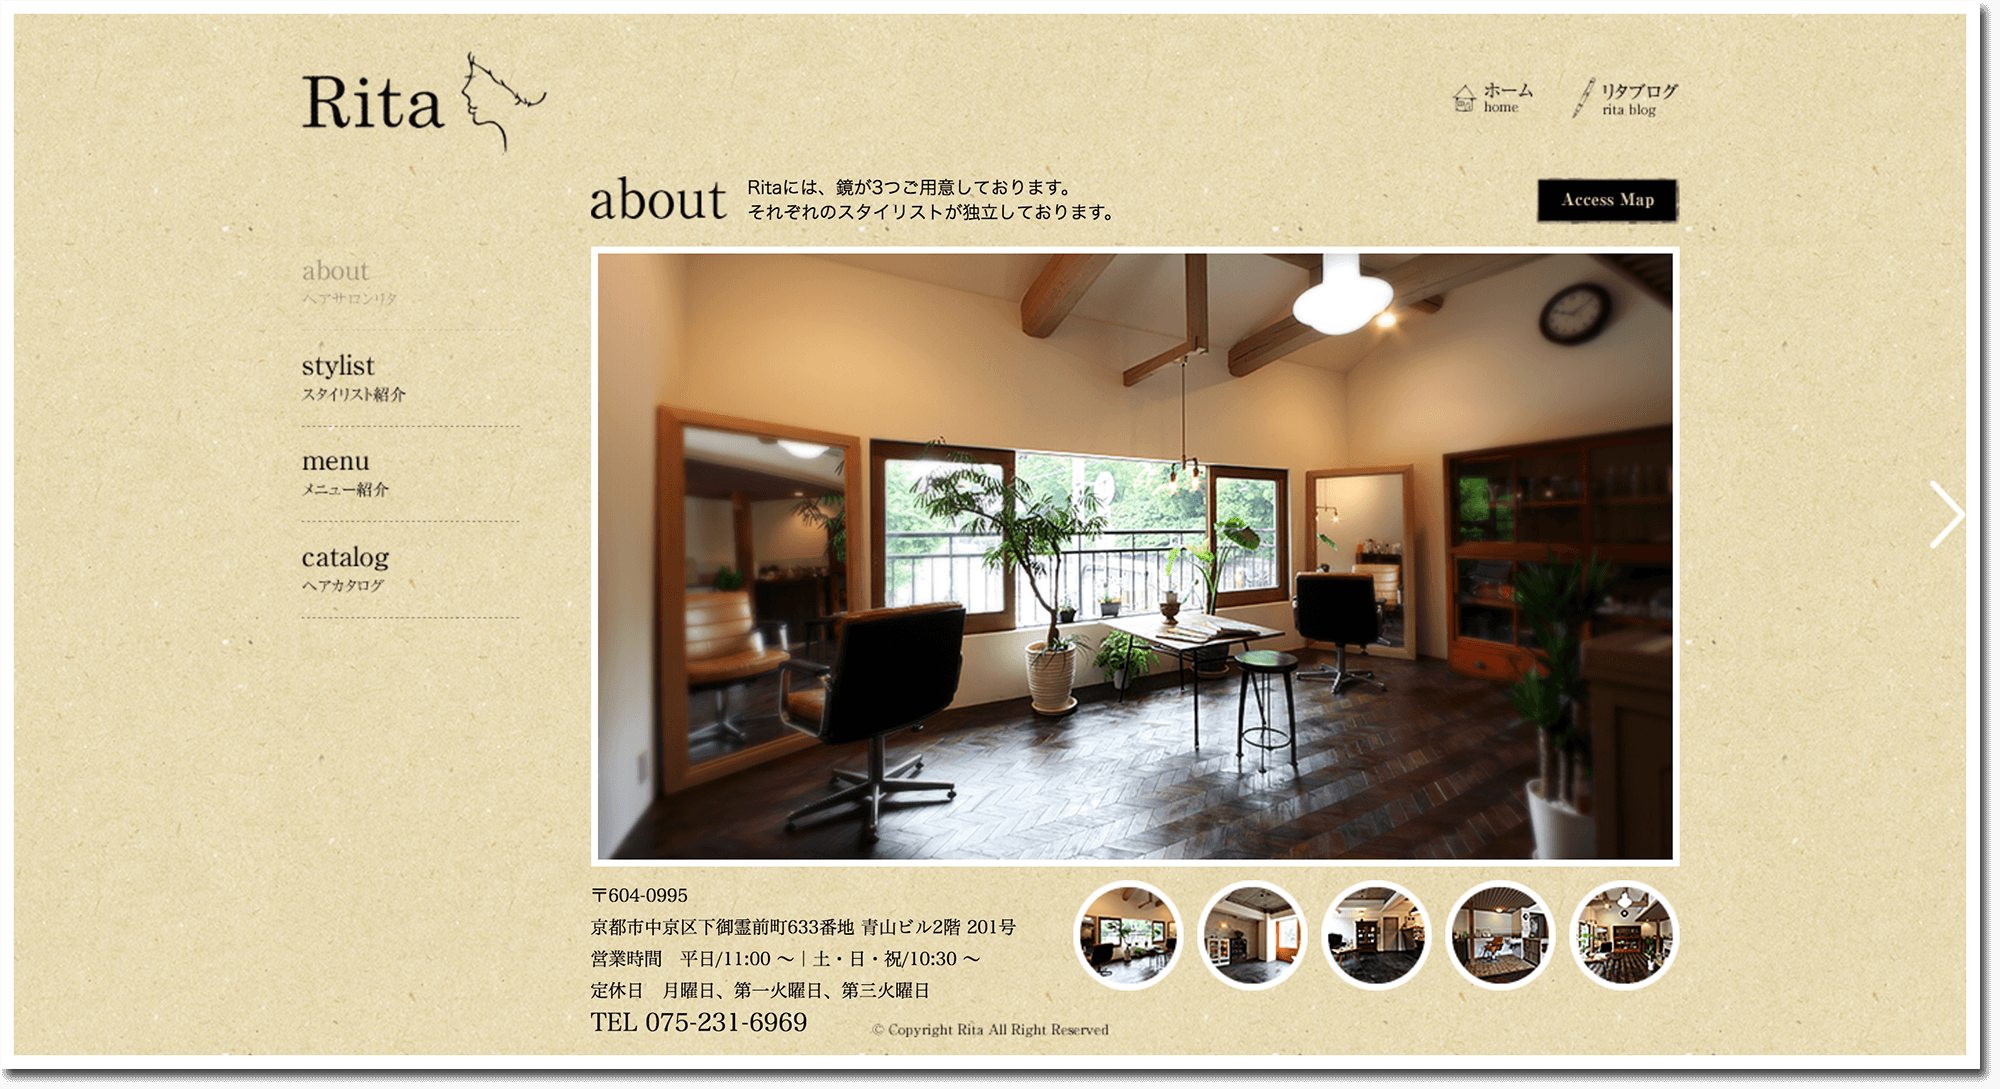 Rita
ホーム
home
リタブログ
rita blog
about
Ritaには、鏡が3つご用意しております。
それぞれのスタイリストが独立しております。
Access Map
about
ヘアサロンリタ
stylist
スタイリスト紹介
menu
メニュー紹介
catalog
ヘアカタログ
〒604-0995
京都市中京区下御霊前町633番地 青山ビル2階 201号
営業時間　平日/11:00 〜｜土・日・祝/10:30 〜
定休日　月曜日、第一火曜日、第三火曜日
TEL 075-231-6969
© Copyright Rita All Right Reserved